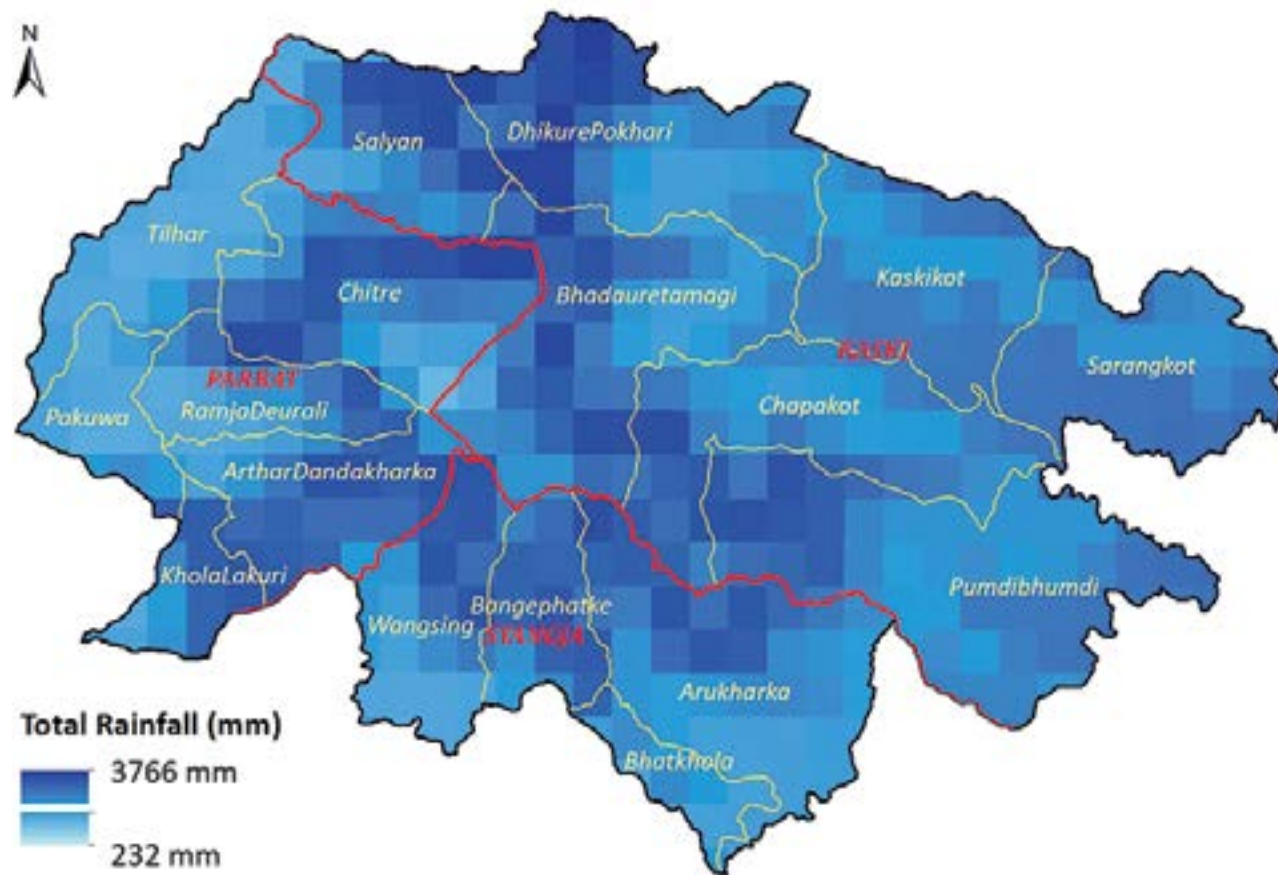 N
Salyan
DhikurePokhari
Tilhar
Kaskikot
Chitre
Bhadauretamagi
KASKI
Sarangkot
PARBAT
Chapakot
Pakuwa
RamjaDeurali
ArtharDandakharka
KholaLakuri
Pumdibhumdi
Bangephatke
Wangsing
SYANGJA
Arukharka
Bhatkhola
Total Rainfall (mm)
3766 mm
232 mm